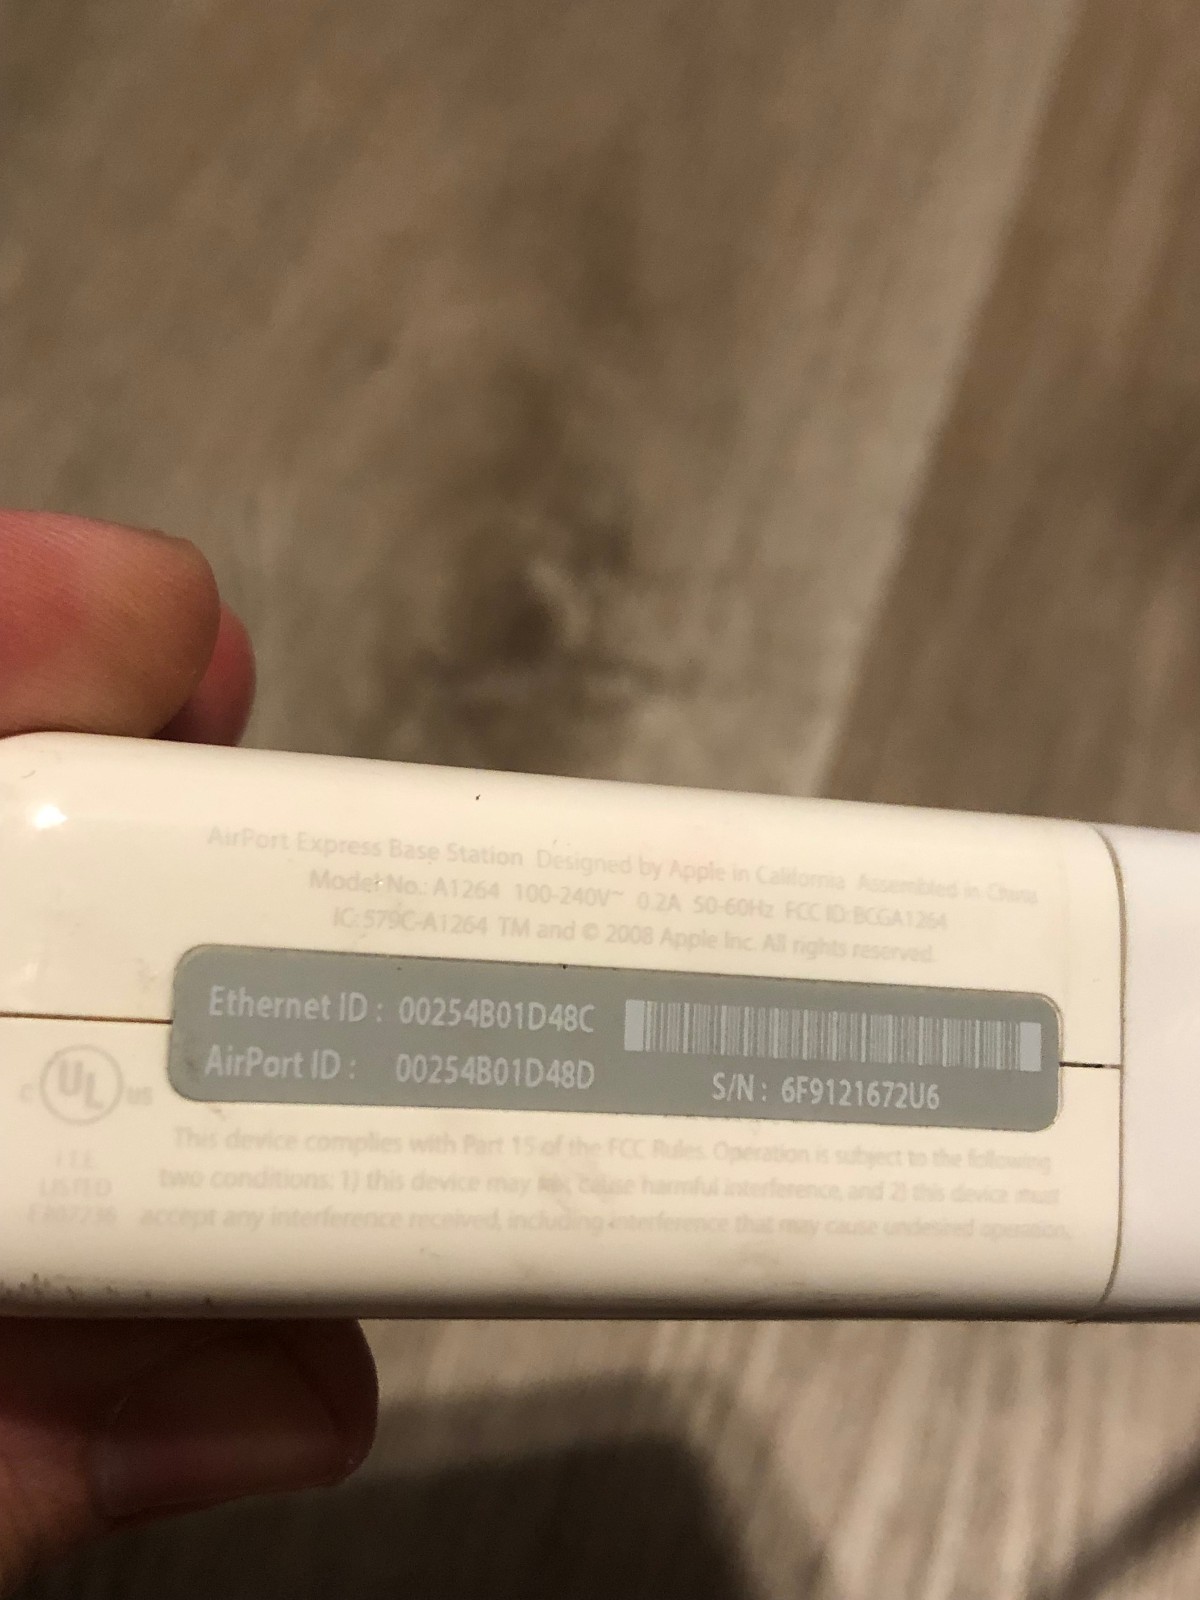 AirPort Express Base Station Designed by Apple in California Assembled in China
Model No.: A1264 100-240V~ 0.2A 50-60Hz FCC ID: BCGA1264
IC: 579C-A1264 TM and © 2008 Apple Inc. All rights reserved.
Ethernet ID : 00254B01D48C
AirPort ID : 00254B01D48D
S/N : 6F9121672U6
C UL US
LISTED
This device complies with Part 15 of the FCC Rules. Operation is subject to the following
two conditions: 1) this device may not cause harmful interference, and 2) this device must
accept any interference received, including interference that may cause undesired operation.